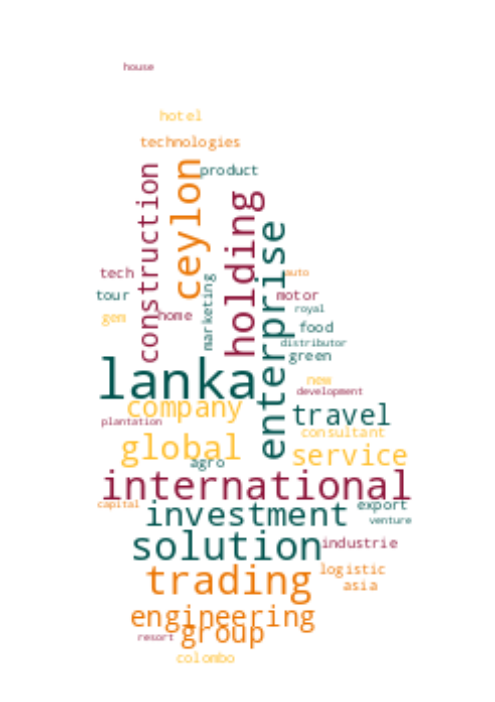 house
hotel
technologies
product
construction
ceylon
holding
enterprise
tech
auto
tour
marketing
motor
royal
gem
home
food
distributor
green
lanka
new
development
company
travel
plantation
consultant
global
service
agro
international
capital
investment
export
venture
solution
industrie
trading
logistic
asia
engineering
group
resort
colombo